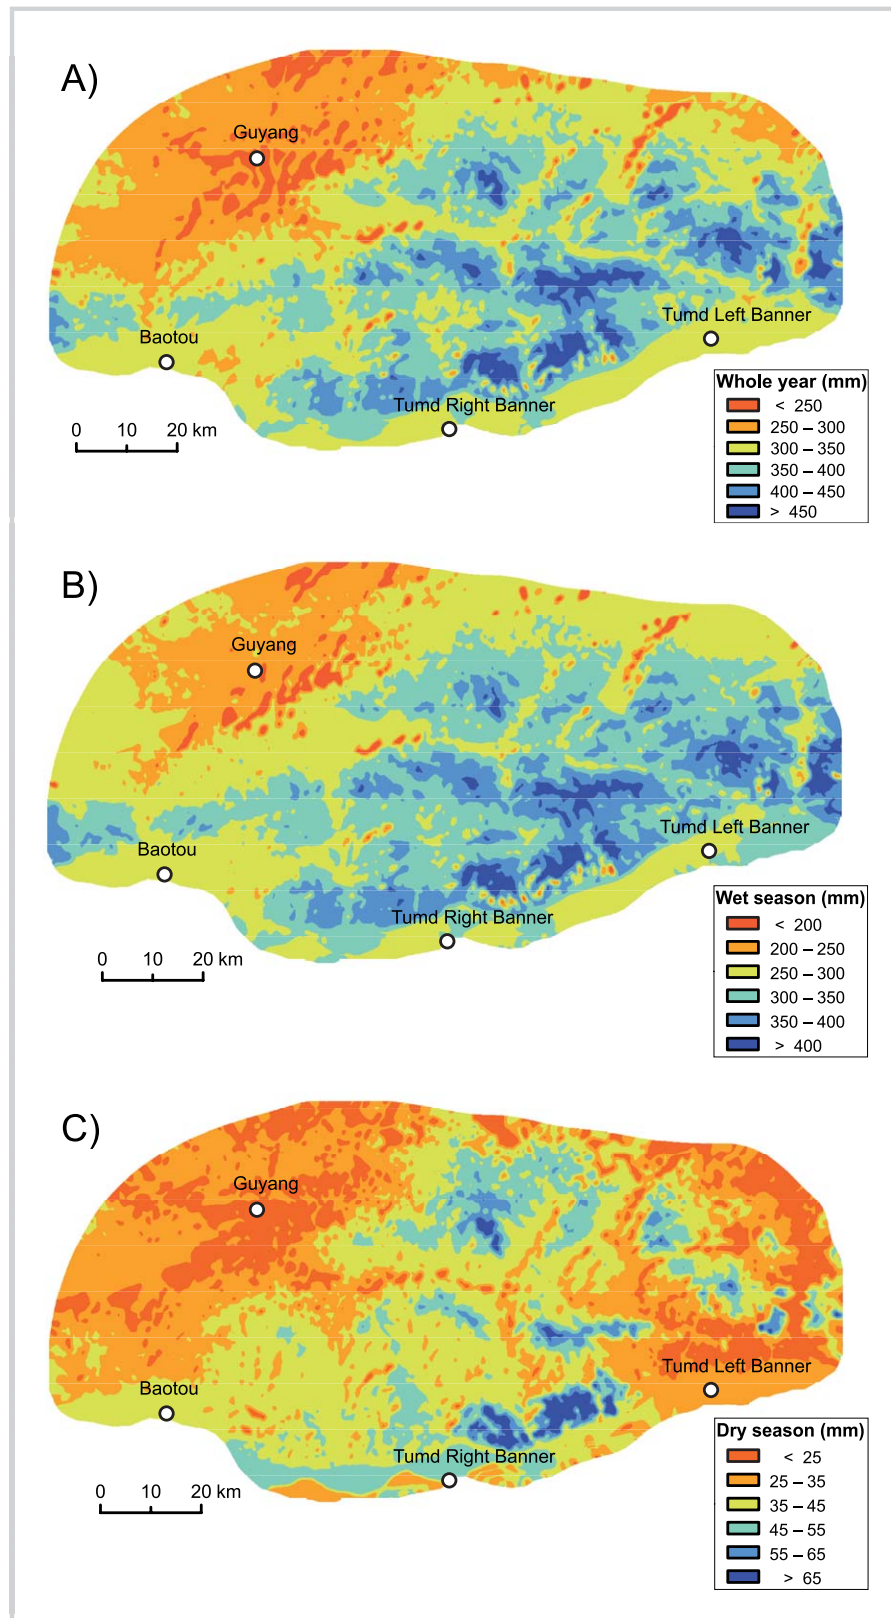 A)
Guyang
Baotou
Tumd Left Banner
Tumd Right Banner
0 10 20 km
Whole year (mm)
< 250
250 – 300
300 – 350
350 – 400
400 – 450
> 450
B)
Guyang
Baotou
Tumd Left Banner
Tumd Right Banner
0 10 20 km
Wet season (mm)
< 200
200 – 250
250 – 300
300 – 350
350 – 400
> 400
C)
Guyang
Baotou
Tumd Left Banner
Tumd Right Banner
0 10 20 km
Dry season (mm)
< 25
25 – 35
35 – 45
45 – 55
55 – 65
> 65